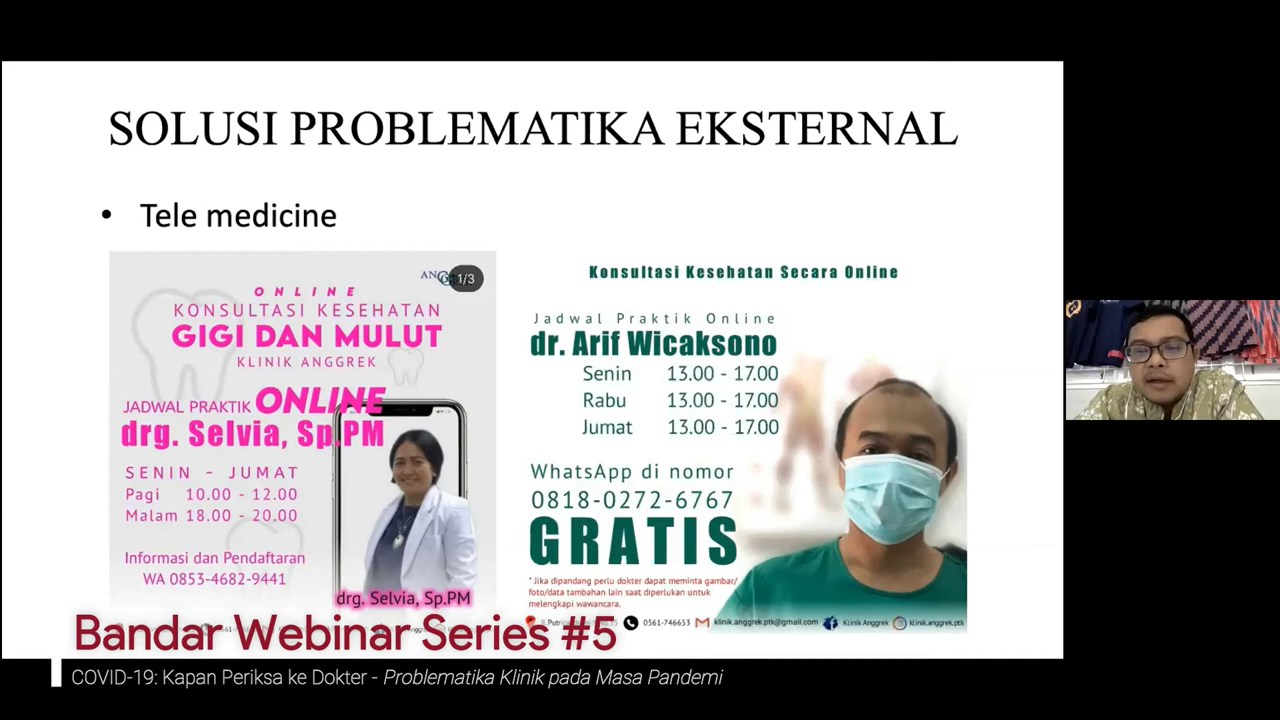 SOLUSI PROBLEMATIKA EKSTERNAL
• Tele medicine
1/3
ONLINE
KONSULTASI KESEHATAN
GIGI DAN MULUT
KLINIK ANGGREK
JADWAL PRAKTIK ONLINE
drg. Selvia, Sp.PM
SENIN - JUMAT
Pagi 10.00 - 12.00
Malam 18.00 - 20.00
Informasi dan Pendaftaran
WA 0853-4682-9441
drg. Selvia, Sp.PM
Konsultasi Kesehatan Secara Online
Jadwal Praktik Online
dr. Arif Wicaksono
Senin 13.00 - 17.00
Rabu 13.00 - 17.00
Jumat 13.00 - 17.00
WhatsApp di nomor
0818-0272-6767
GRATIS
* Jika dipandang perlu dokter dapat meminta gambar/
foto/data tambahan lain saat diperlukan untuk
melengkapi wawancara.
0561-746653 klinik.anggrek.ptk@gmail.com Klinik Anggrek klinik.anggrek.ptk
Bandar Webinar Series #5
COVID-19: Kapan Periksa ke Dokter - Problematika Klinik pada Masa Pandemi